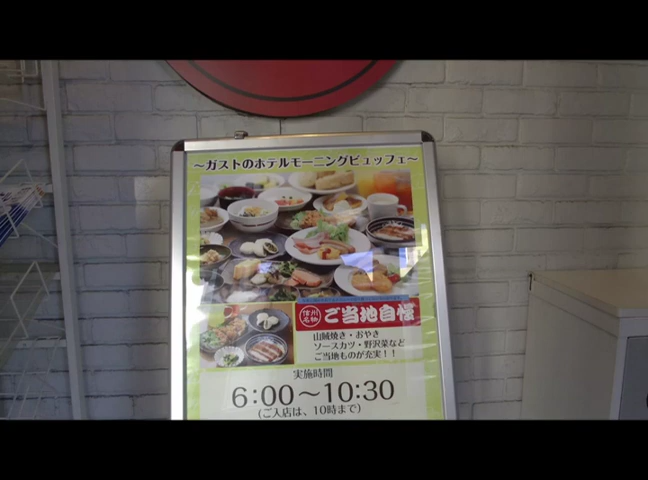 ～ガストのホテルモーニングビュッフェ～
信州名物
ご当地自慢
山賊焼き・おやき
ソースカツ・野沢菜など
ご当地ものが充実！！
実施時間
6:00～10:30
(ご入店は、10時まで)